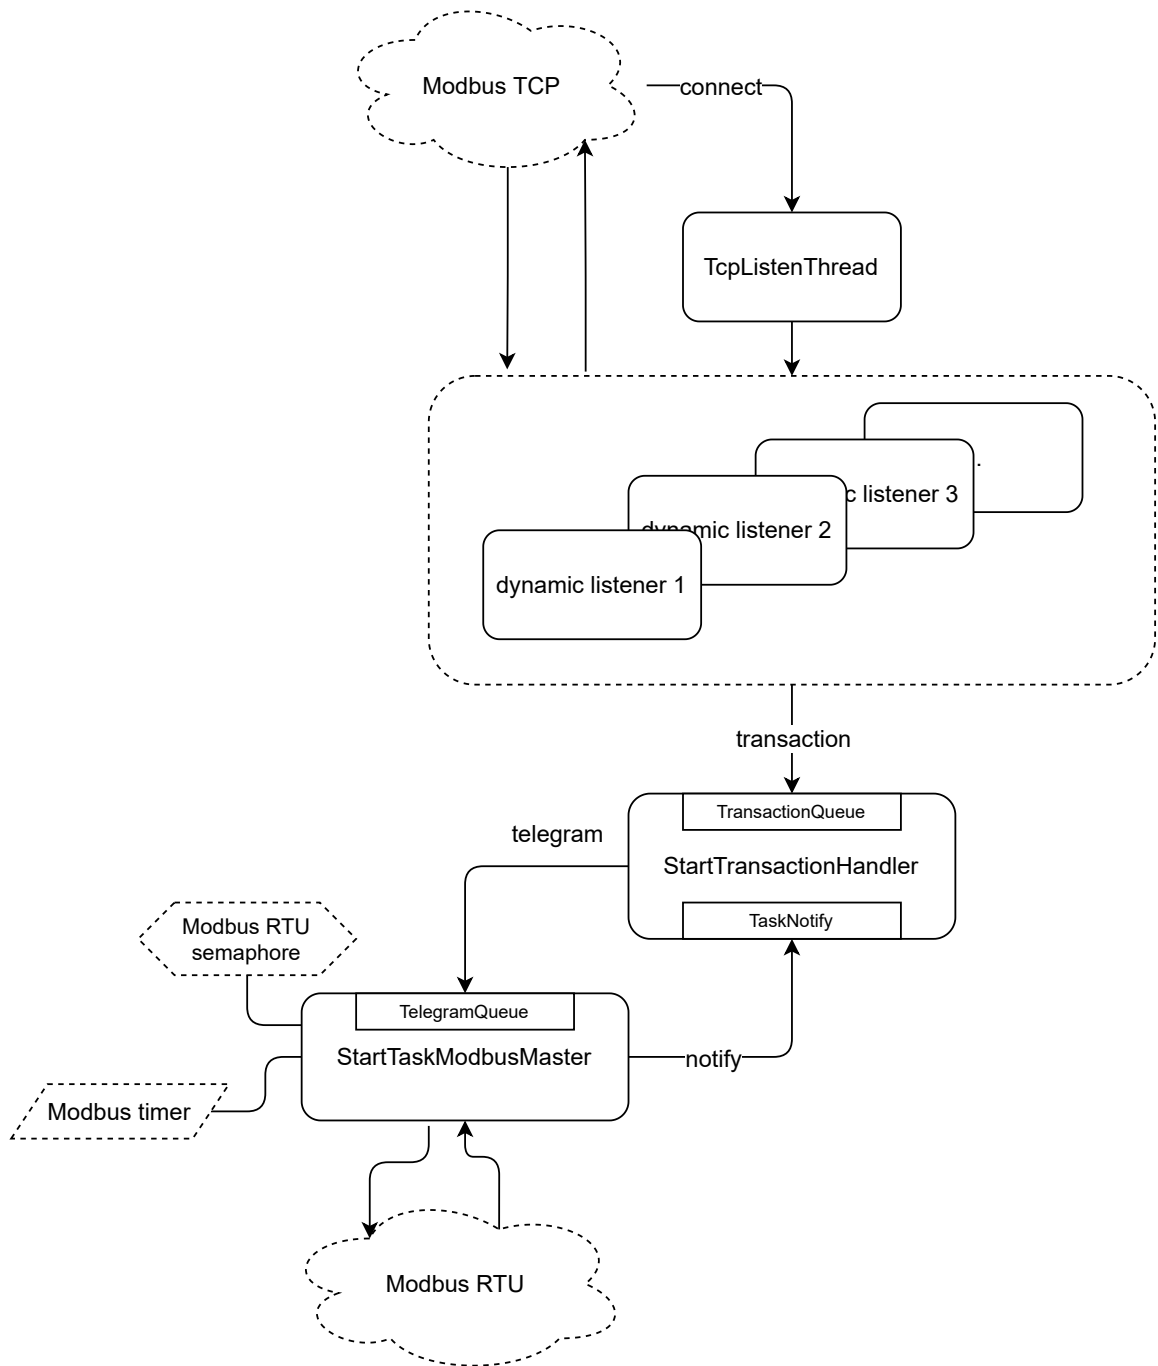 Modbus TCP
connect
TcpListenThread
.
c listener 3
dynamic listener 2
dynamic listener 1
transaction
TransactionQueue
telegram
StartTransactionHandler
TaskNotify
Modbus RTU
semaphore
TelegramQueue
StartTaskModbusMaster
notify
Modbus timer
Modbus RTU